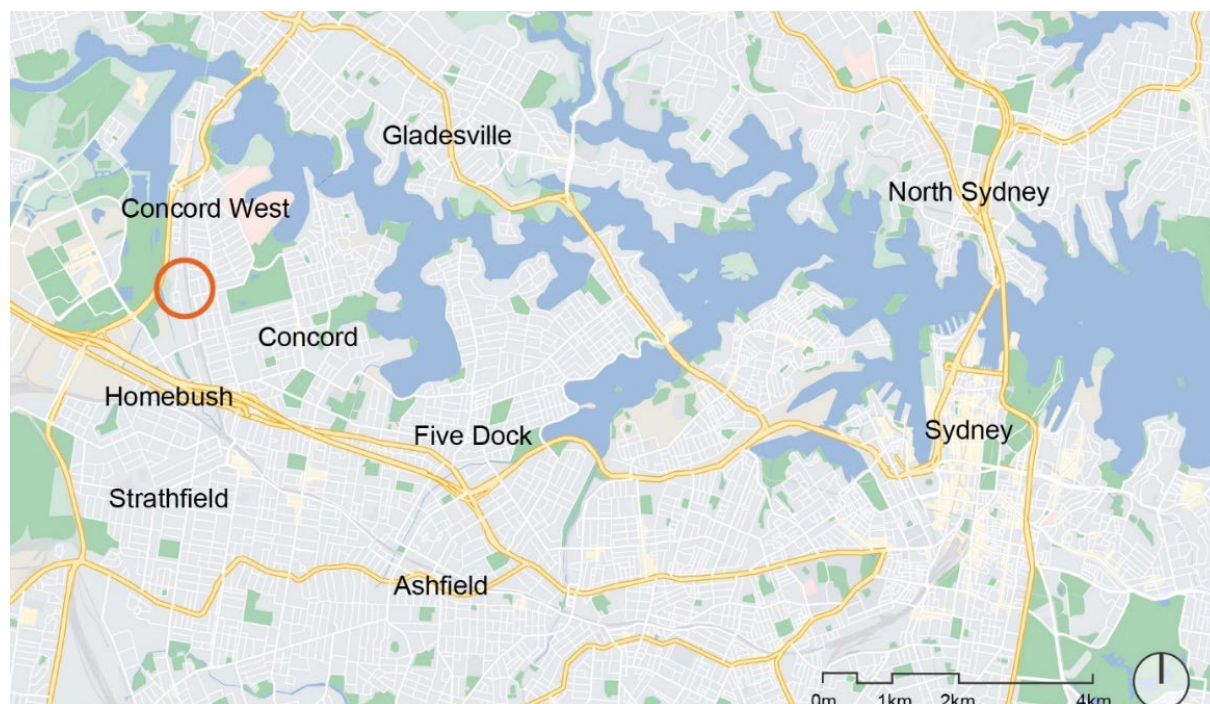 Gladesville
North Sydney
Concord West
Concord
Homebush
Five Dock
Sydney
Strathfield
Ashfield
0m 1km 2km 4km